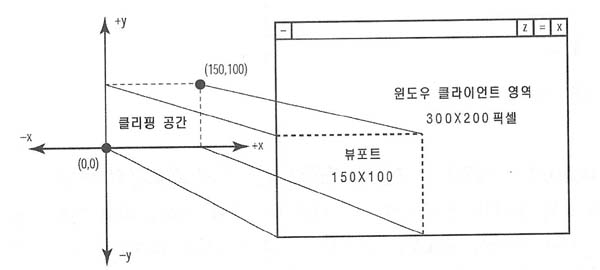 +y
− z = x
(150,100)
윈도우 클라이언트 영역
300X200 픽셀
클리핑 공간
−x
+x
뷰포트
150X100
(0,0)
−y